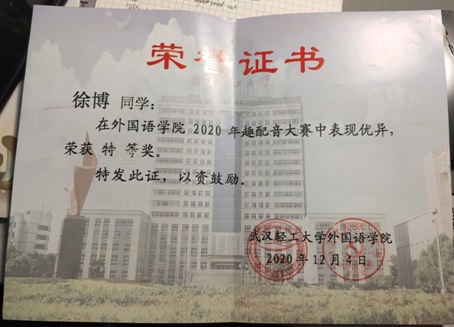 荣誉证书
徐博 同学：
在外国语学院 2020 年趣配音大赛中表现优异，
荣获 特 等奖。
特发此证，以资鼓励。
武汉轻工大学外国语学院
2020 年 12 月 4 日